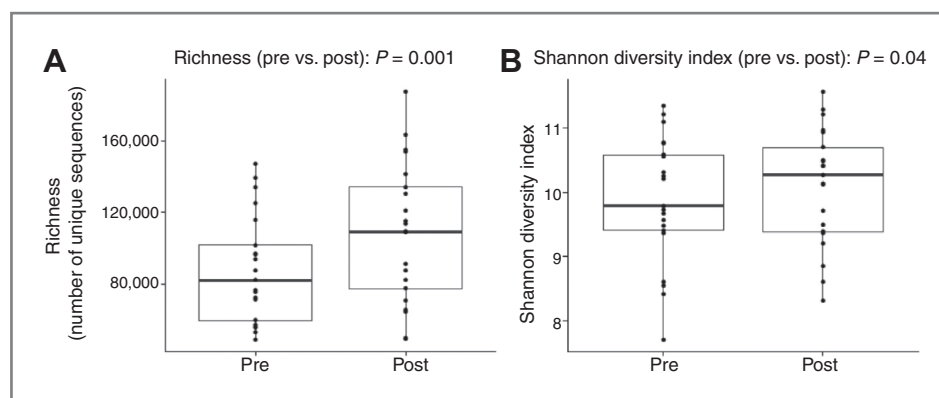 A Richness (pre vs. post): P = 0.001
Richness
(number of unique sequences)
160,000
120,000
80,000
Pre Post
B Shannon diversity index (pre vs. post): P = 0.04
Shannon diversity index
11
10
9
8
Pre Post